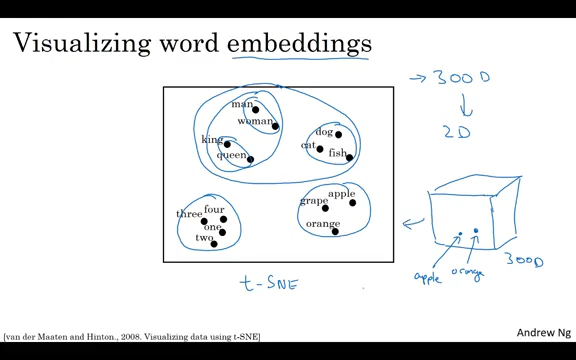 Visualizing word embeddings
man
woman
king
queen
dog
cat
fish
three
four
one
two
grape
apple
orange
→ 300 D
↓
2D
300D
apple
orange
t-SNE
[van der Maaten and Hinton., 2008. Visualizing data using t-SNE]
Andrew Ng